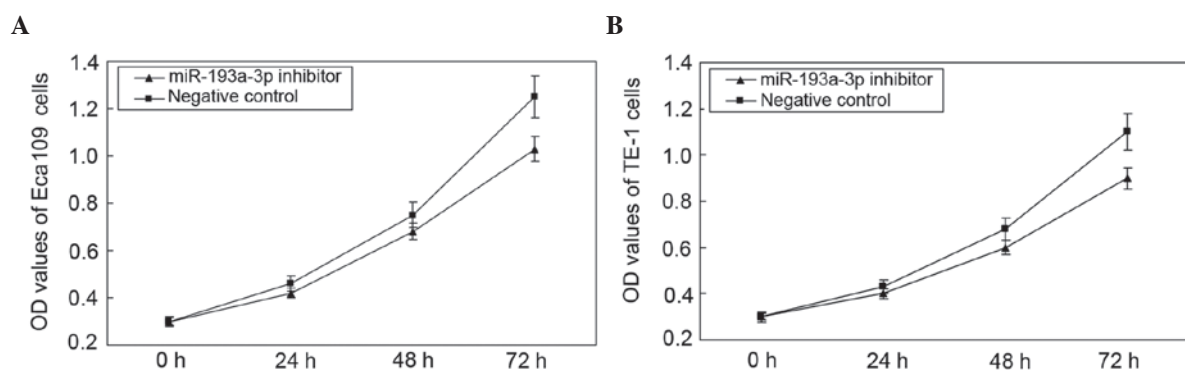 A
OD values of Eca109 cells
1.4
1.2
1.0
0.8
0.6
0.4
0.2
miR-193a-3p inhibitor
Negative control
0 h 24 h 48 h 72 h
B
OD values of TE-1 cells
1.4
1.2
1.0
0.8
0.6
0.4
0.2
miR-193a-3p inhibitor
Negative control
0 h 24 h 48 h 72 h